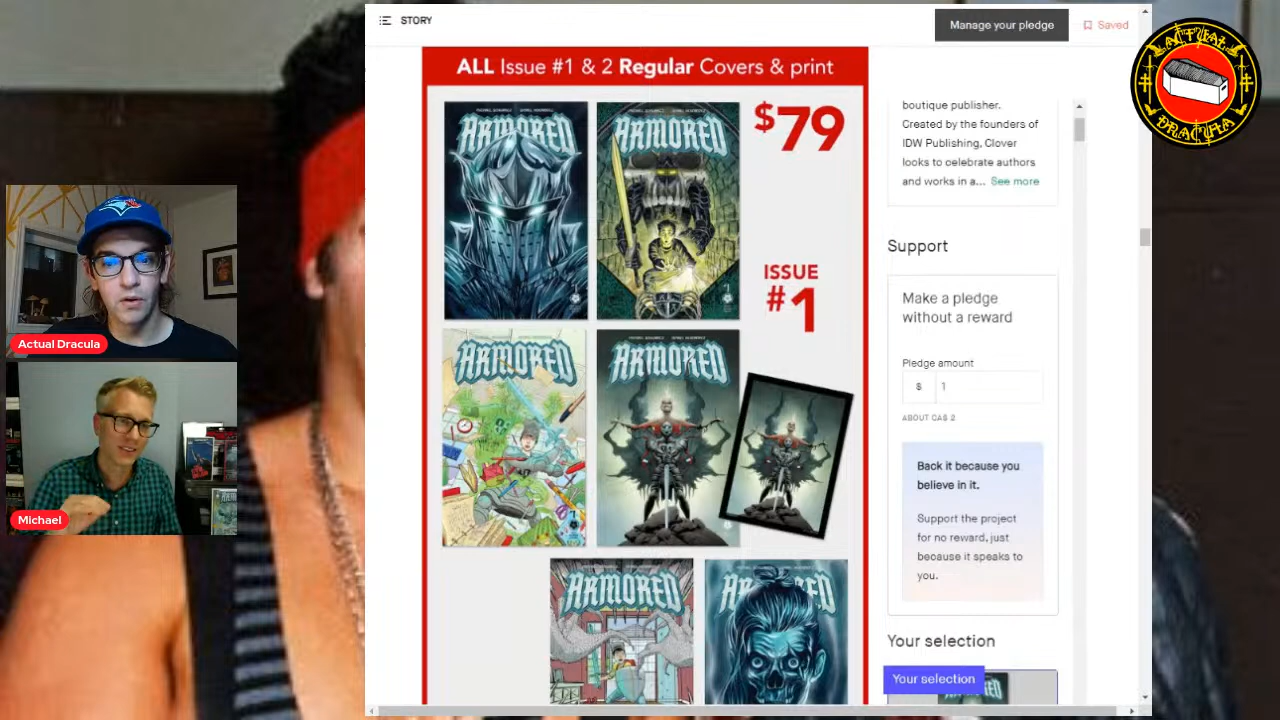 STORY
Manage your pledge
Saved
ACTUAL
DRACULA
ALL Issue #1 & 2 Regular Covers & print
ARMORED
ARMORED
$79
ISSUE
#1
ARMORED
ARMORED
ARMORED
ARMORED
boutique publisher.
Created by the founders of
IDW Publishing, Clover
looks to celebrate authors
and works in a... See more
Support
Make a pledge
without a reward
Pledge amount
$ 1
ABOUT CA$ 2
Back it because you
believe in it.
Support the project
for no reward, just
because it speaks to
you.
Your selection
Your selection
ARMORED
Actual Dracula
Michael